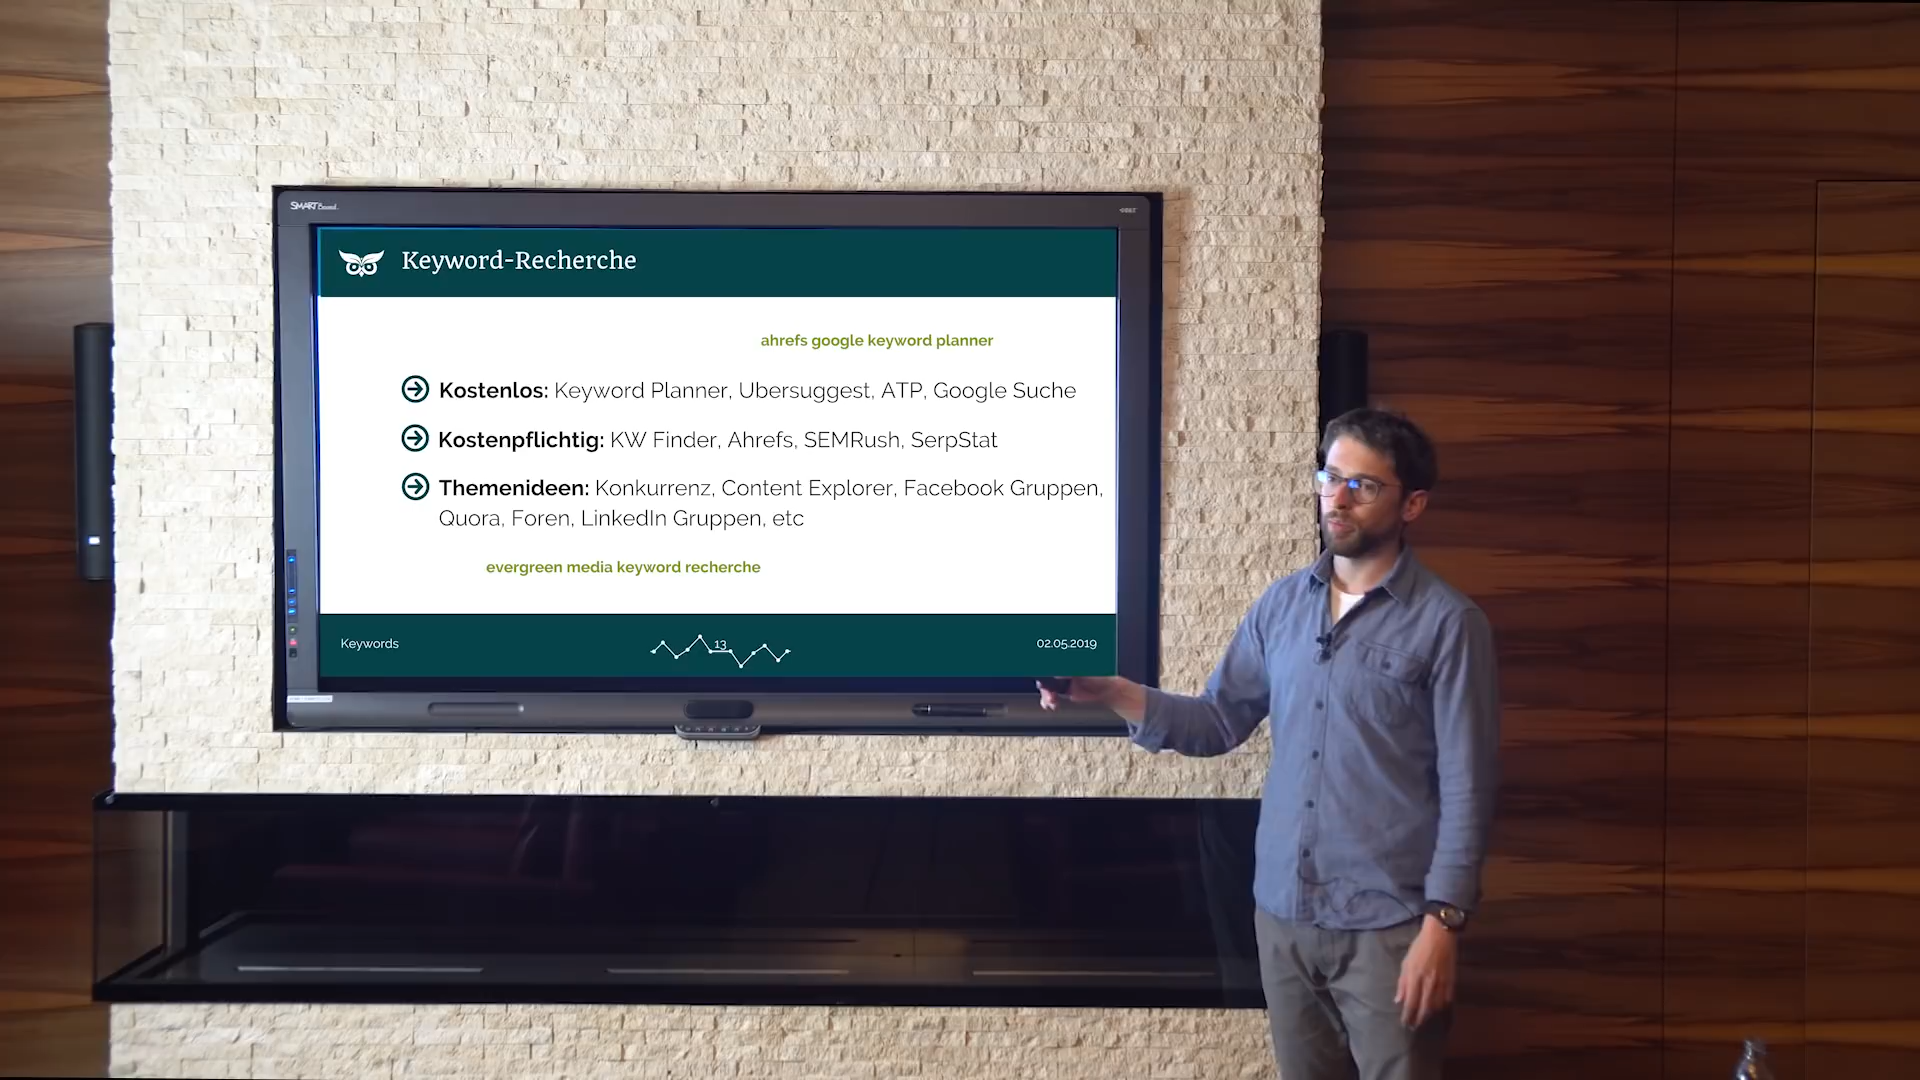 SMART Board
Keyword-Recherche
ahrefs google keyword planner
Kostenlos: Keyword Planner, Ubersuggest, ATP, Google Suche
Kostenpflichtig: KW Finder, Ahrefs, SEMRush, SerpStat
Themenideen: Konkurrenz, Content Explorer, Facebook Gruppen,
Quora, Foren, LinkedIn Gruppen, etc
evergreen media keyword recherche
Keywords
13
02.05.2019